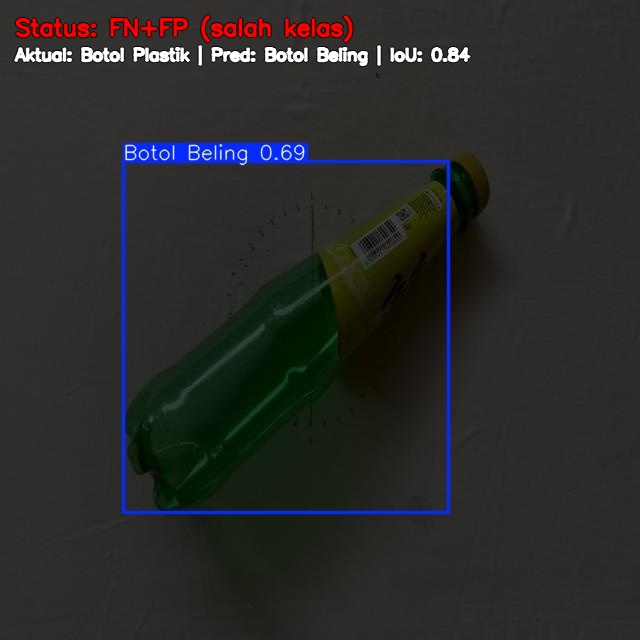 Status: FN+FP (salah kelas)
Aktual: Botol Plastik | Pred: Botol Beling | IoU: 0.84
Botol Beling 0.69